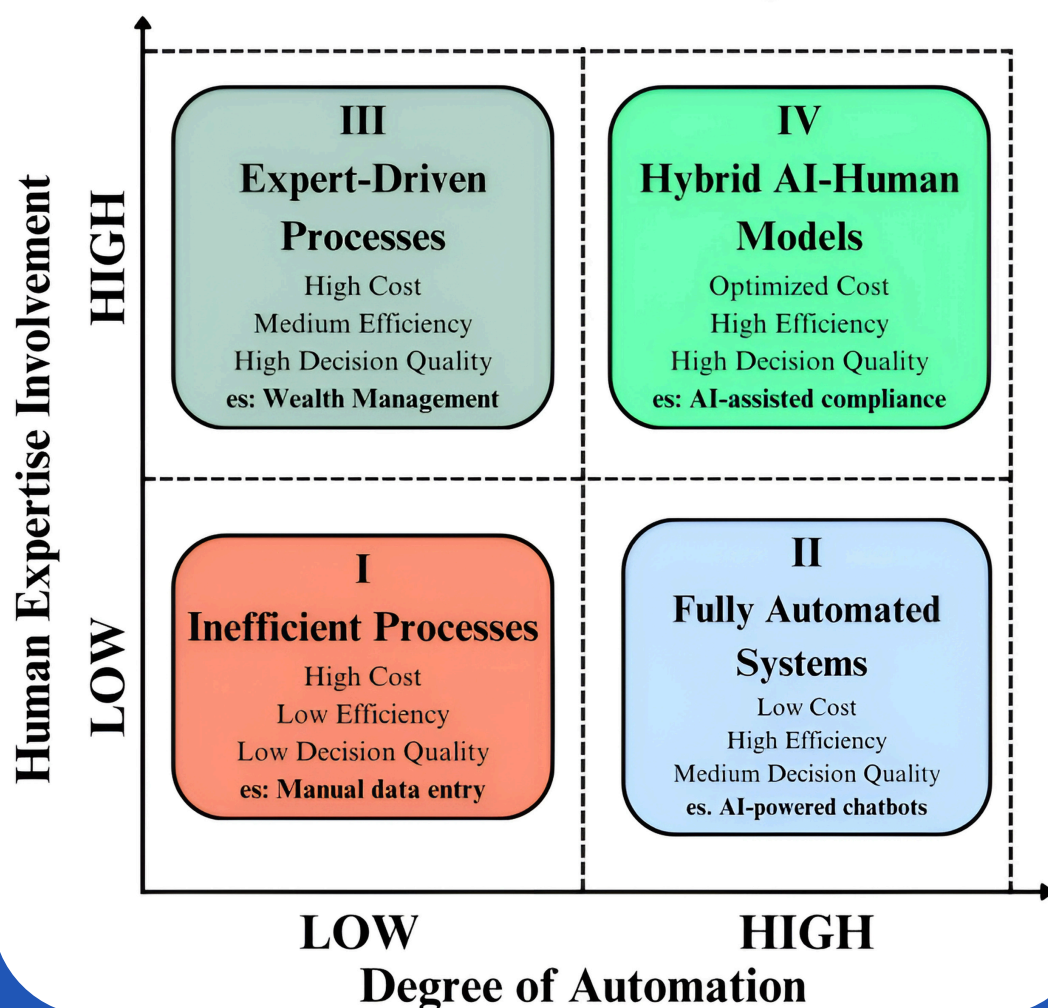 Human Expertise Involvement
HIGH
LOW
III
Expert-Driven
Processes
High Cost
Medium Efficiency
High Decision Quality
es: Wealth Management
IV
Hybrid AI-Human
Models
Optimized Cost
High Efficiency
High Decision Quality
es: AI-assisted compliance
I
Inefficient Processes
High Cost
Low Efficiency
Low Decision Quality
es: Manual data entry
II
Fully Automated
Systems
Low Cost
High Efficiency
Medium Decision Quality
es. AI-powered chatbots
LOW
HIGH
Degree of Automation